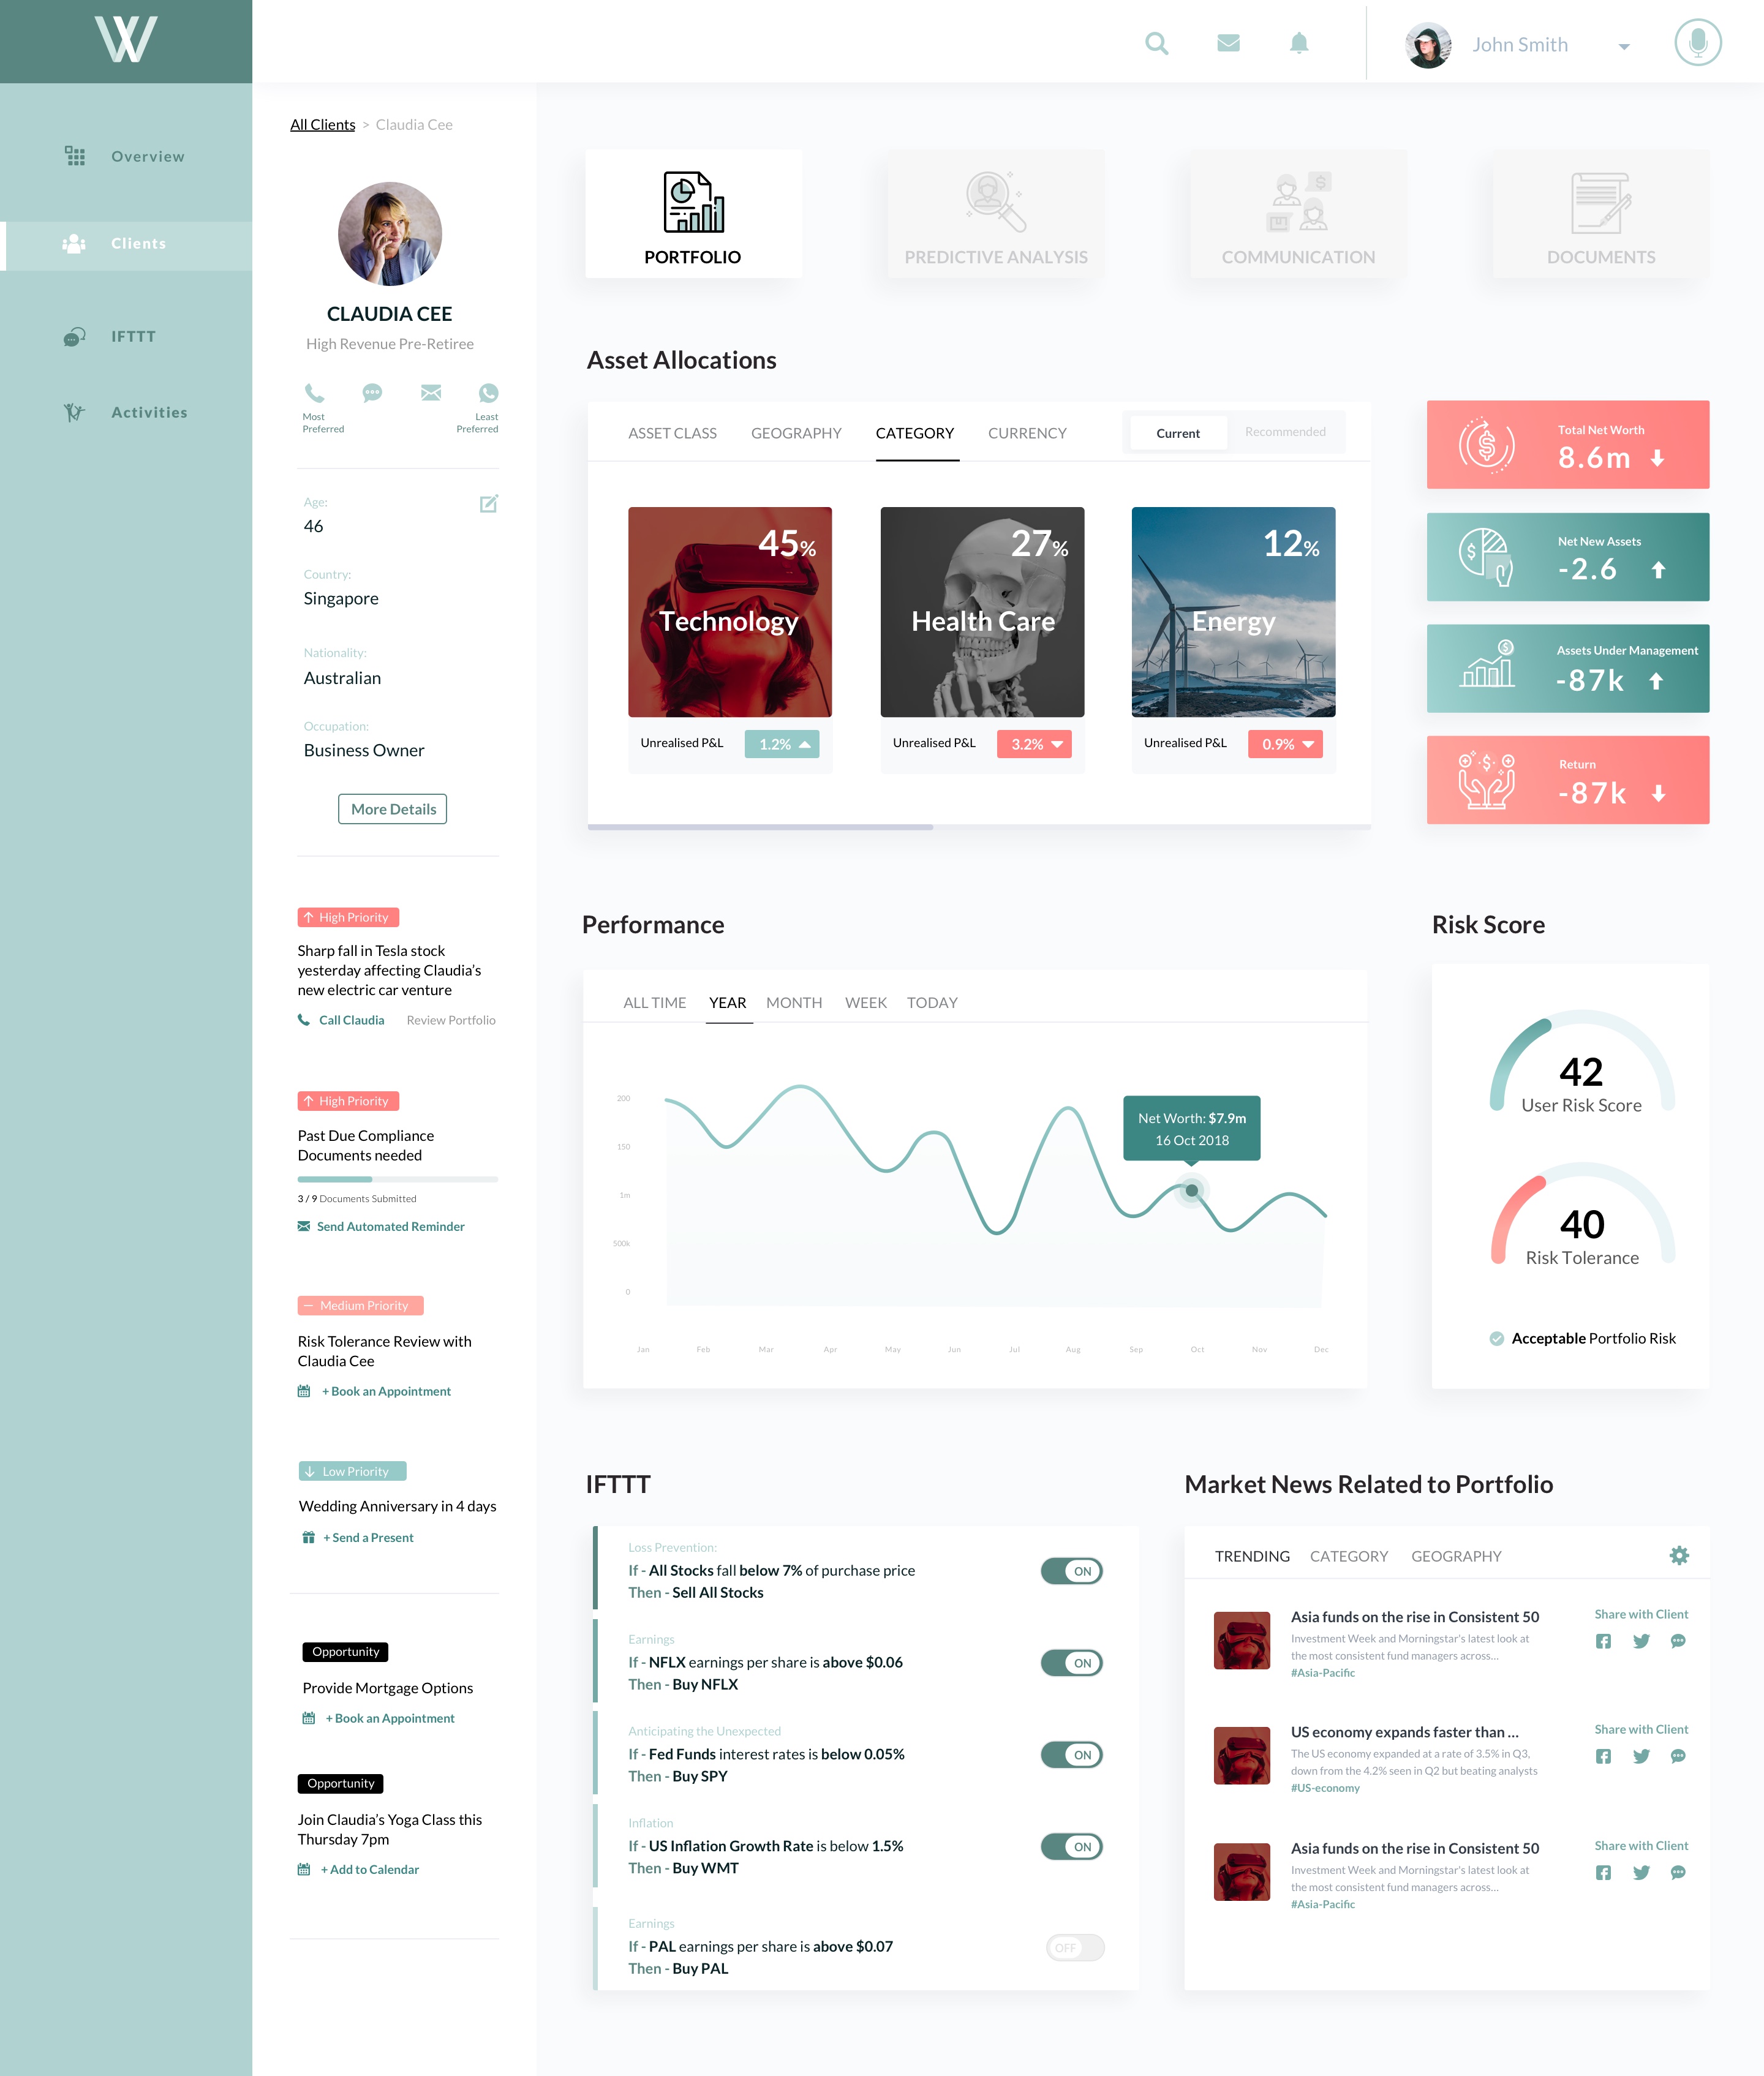 W
John Smith
Overview
Clients
IFTTT
Activities
All Clients > Claudia Cee
CLAUDIA CEE
High Revenue Pre-Retiree
Most
Preferred
Least
Preferred
Age:
46
Country:
Singapore
Nationality:
Australian
Occupation:
Business Owner
More Details
High Priority
Sharp fall in Tesla stock
yesterday affecting Claudia's
new electric car venture
Call Claudia Review Portfolio
High Priority
Past Due Compliance
Documents needed
3 / 9 Documents Submitted
Send Automated Reminder
Medium Priority
Risk Tolerance Review with
Claudia Cee
+ Book an Appointment
Low Priority
Wedding Anniversary in 4 days
+ Send a Present
Opportunity
Provide Mortgage Options
+ Book an Appointment
Opportunity
Join Claudia's Yoga Class this
Thursday 7pm
+ Add to Calendar
PORTFOLIO
PREDICTIVE ANALYSIS
COMMUNICATION
DOCUMENTS
Asset Allocations
ASSET CLASS GEOGRAPHY CATEGORY CURRENCY
Current Recommended
45%
Technology
Unrealised P&L 1.2%
27%
Health Care
Unrealised P&L 3.2%
12%
Energy
Unrealised P&L 0.9%
Total Net Worth
8.6m
Net New Assets
-2.6
Assets Under Management
-87k
Return
-87k
Performance
ALL TIME YEAR MONTH WEEK TODAY
200
150
1m
500k
0
Net Worth: $7.9m
16 Oct 2018
Jan Feb Mar Apr May Jun Jul Aug Sep Oct Nov Dec
Risk Score
42
User Risk Score
40
Risk Tolerance
Acceptable Portfolio Risk
IFTTT
Loss Prevention:
If - All Stocks fall below 7% of purchase price
Then - Sell All Stocks
ON
Earnings
If - NFLX earnings per share is above $0.06
Then - Buy NFLX
ON
Anticipating the Unexpected
If - Fed Funds interest rates is below 0.05%
Then - Buy SPY
ON
Inflation
If - US Inflation Growth Rate is below 1.5%
Then - Buy WMT
ON
Earnings
If - PAL earnings per share is above $0.07
Then - Buy PAL
OFF
Market News Related to Portfolio
TRENDING CATEGORY GEOGRAPHY
Asia funds on the rise in Consistent 50
Investment Week and Morningstar's latest look at
the most consistent fund managers across...
#Asia-Pacific
Share with Client
US economy expands faster than ...
The US economy expanded at a rate of 3.5% in Q3,
down from the 4.2% seen in Q2 but beating analysts
#US-economy
Share with Client
Asia funds on the rise in Consistent 50
Investment Week and Morningstar's latest look at
the most consistent fund managers across...
#Asia-Pacific
Share with Client